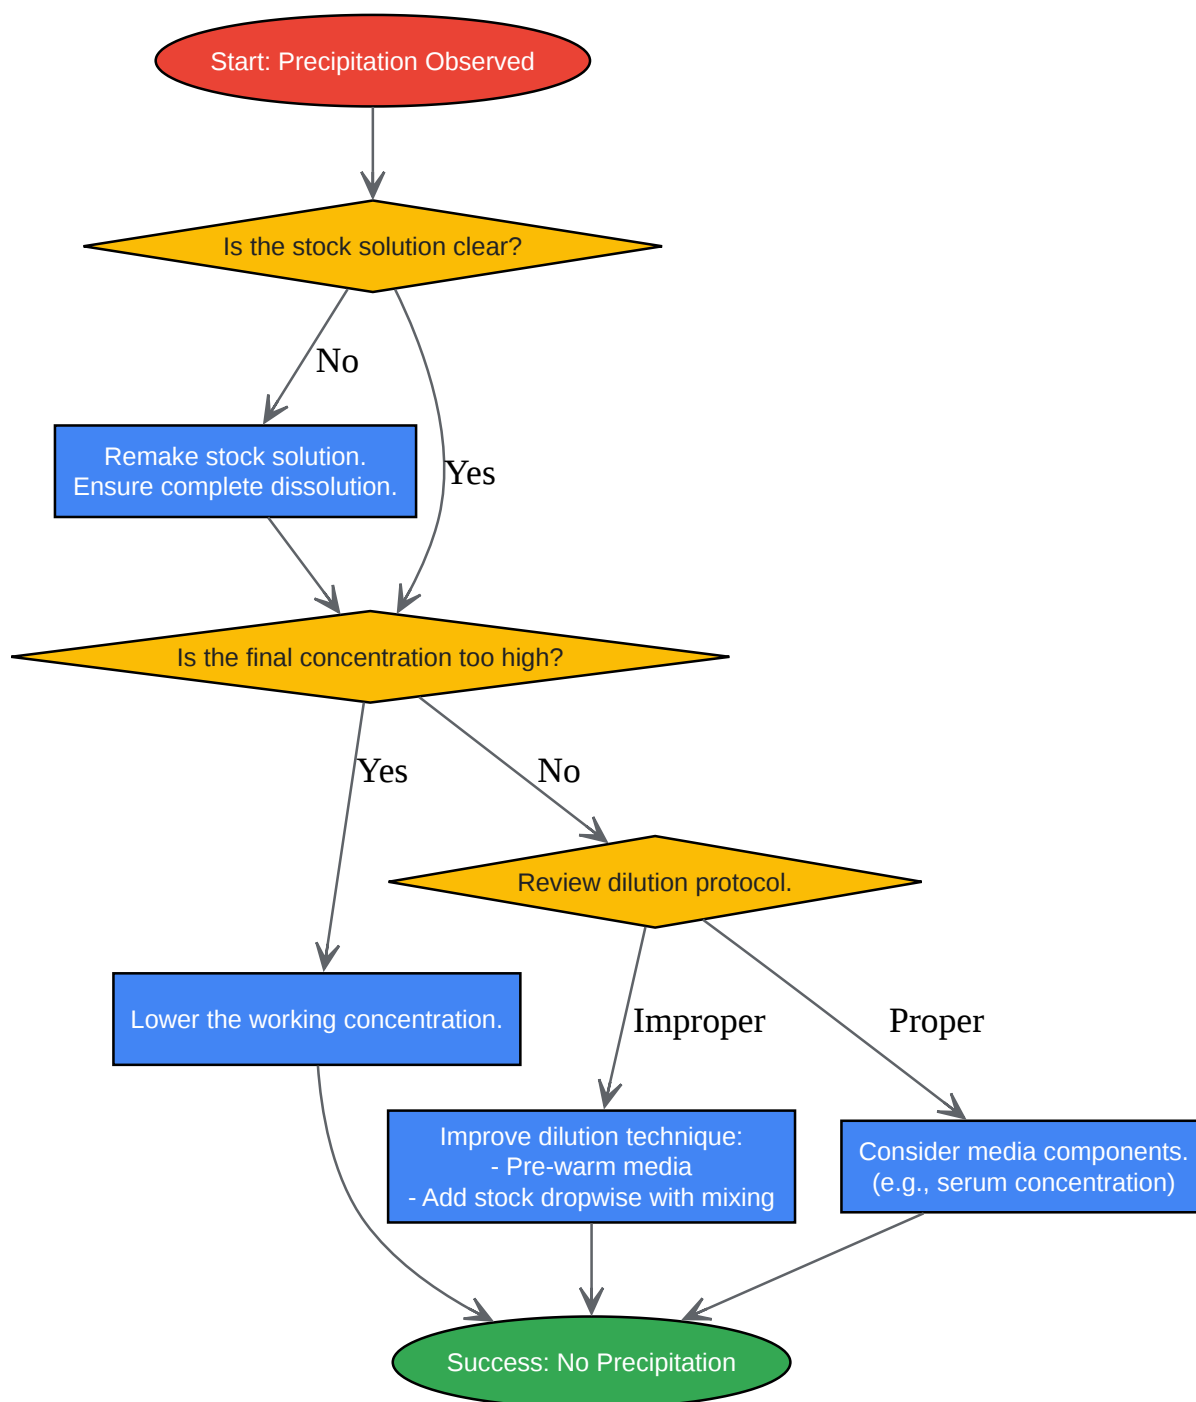 Start: Precipitation Observed
Is the stock solution clear?
No
Remake stock solution.
Ensure complete dissolution.
Yes
Is the final concentration too high?
Yes
No
Review dilution protocol.
Lower the working concentration.
Improper
Proper
Improve dilution technique:
- Pre-warm media
- Add stock dropwise with mixing
Consider media components.
(e.g., serum concentration)
Success: No Precipitation